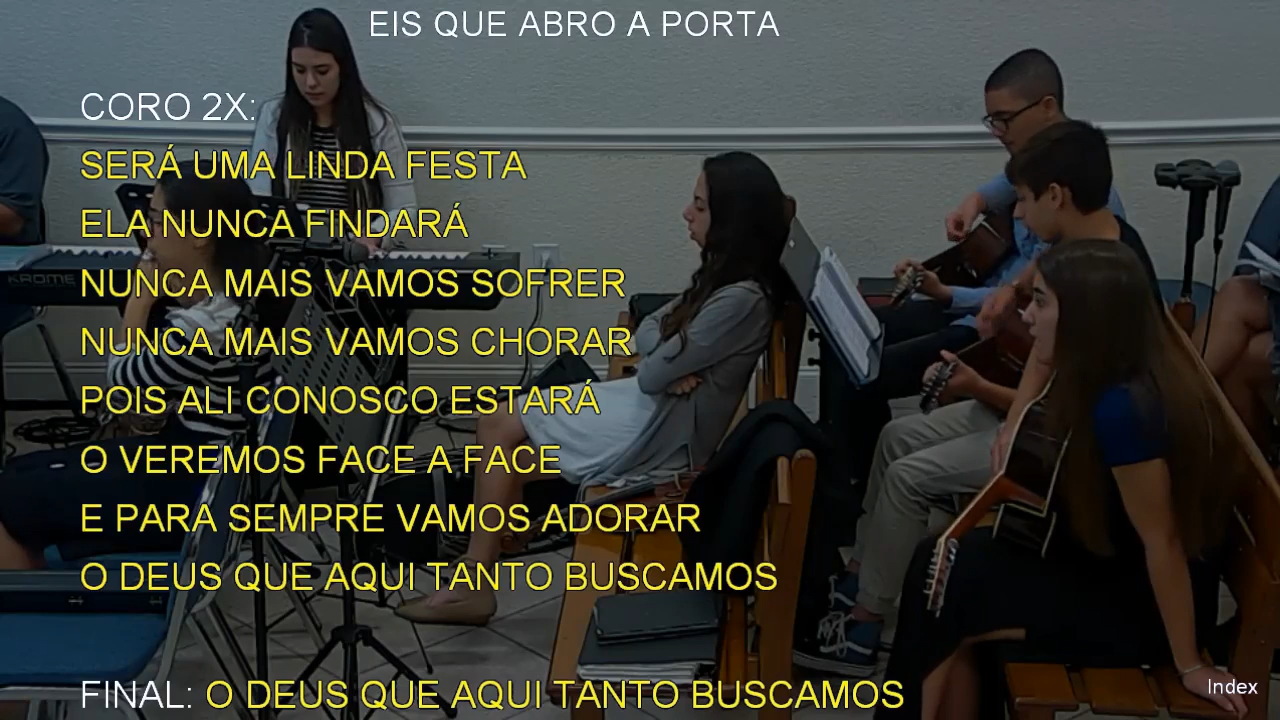 EIS QUE ABRO A PORTA
CORO 2X:
SERÁ UMA LINDA FESTA
ELA NUNCA FINDARÁ
KROME
NUNCA MAIS VAMOS SOFRER
NUNCA MAIS VAMOS CHORAR
POIS ALI CONOSCO ESTARÁ
O VEREMOS FACE A FACE
E PARA SEMPRE VAMOS ADORAR
O DEUS QUE AQUI TANTO BUSCAMOS
FINAL: O DEUS QUE AQUI TANTO BUSCAMOS
Index